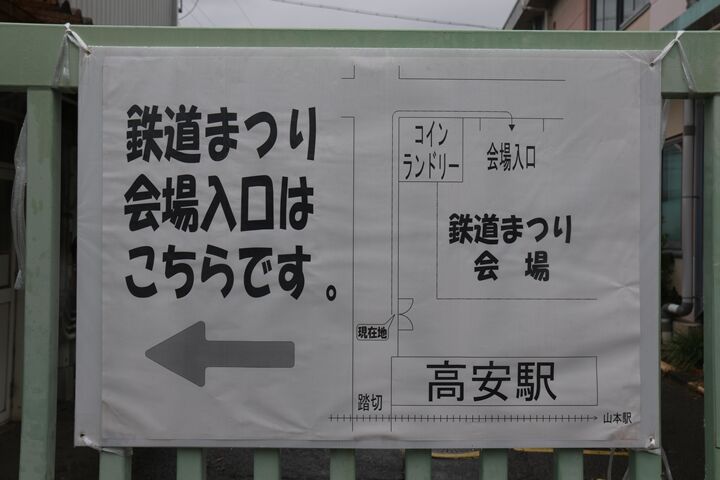 鉄道まつり
会場入口は
こちらです。
コイン
ランドリー
会場入口
鉄道まつり
会場
現在地
高安駅
踏切
山本駅